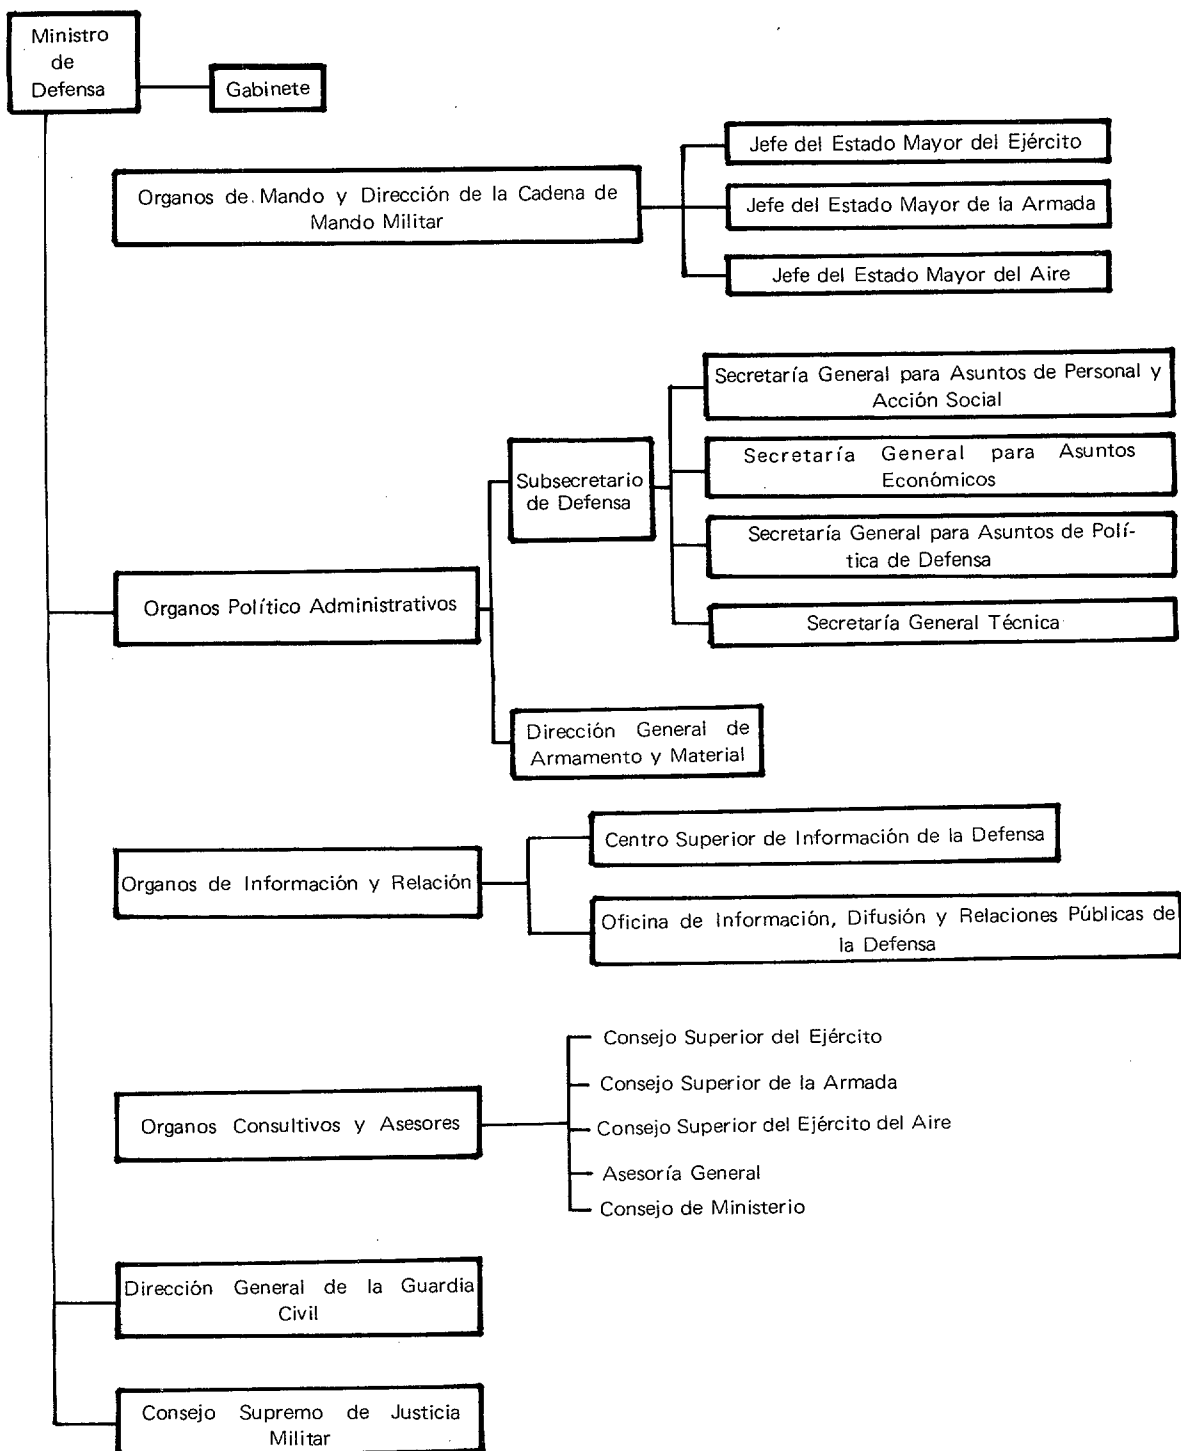 Ministro
de
Defensa
Gabinete
Organos de Mando y Dirección de la Cadena de
Mando Militar
Jefe del Estado Mayor del Ejército
Jefe del Estado Mayor de la Armada
Jefe del Estado Mayor del Aire
Organos Político Administrativos
Subsecretario
de Defensa
Secretaría General para Asuntos de Personal y
Acción Social
Secretaría General para Asuntos
Económicos
Secretaría General para Asuntos de Polí-
tica de Defensa
Secretaría General Técnica
Dirección General de
Armamento y Material
Organos de Información y Relación
Centro Superior de Información de la Defensa
Oficina de Información, Difusión y Relaciones Públicas de
la Defensa
Organos Consultivos y Asesores
Consejo Superior del Ejército
Consejo Superior de la Armada
Consejo Superior del Ejército del Aire
Asesoría General
Consejo de Ministerio
Dirección General de la Guardia
Civil
Consejo Supremo de Justicia
Militar